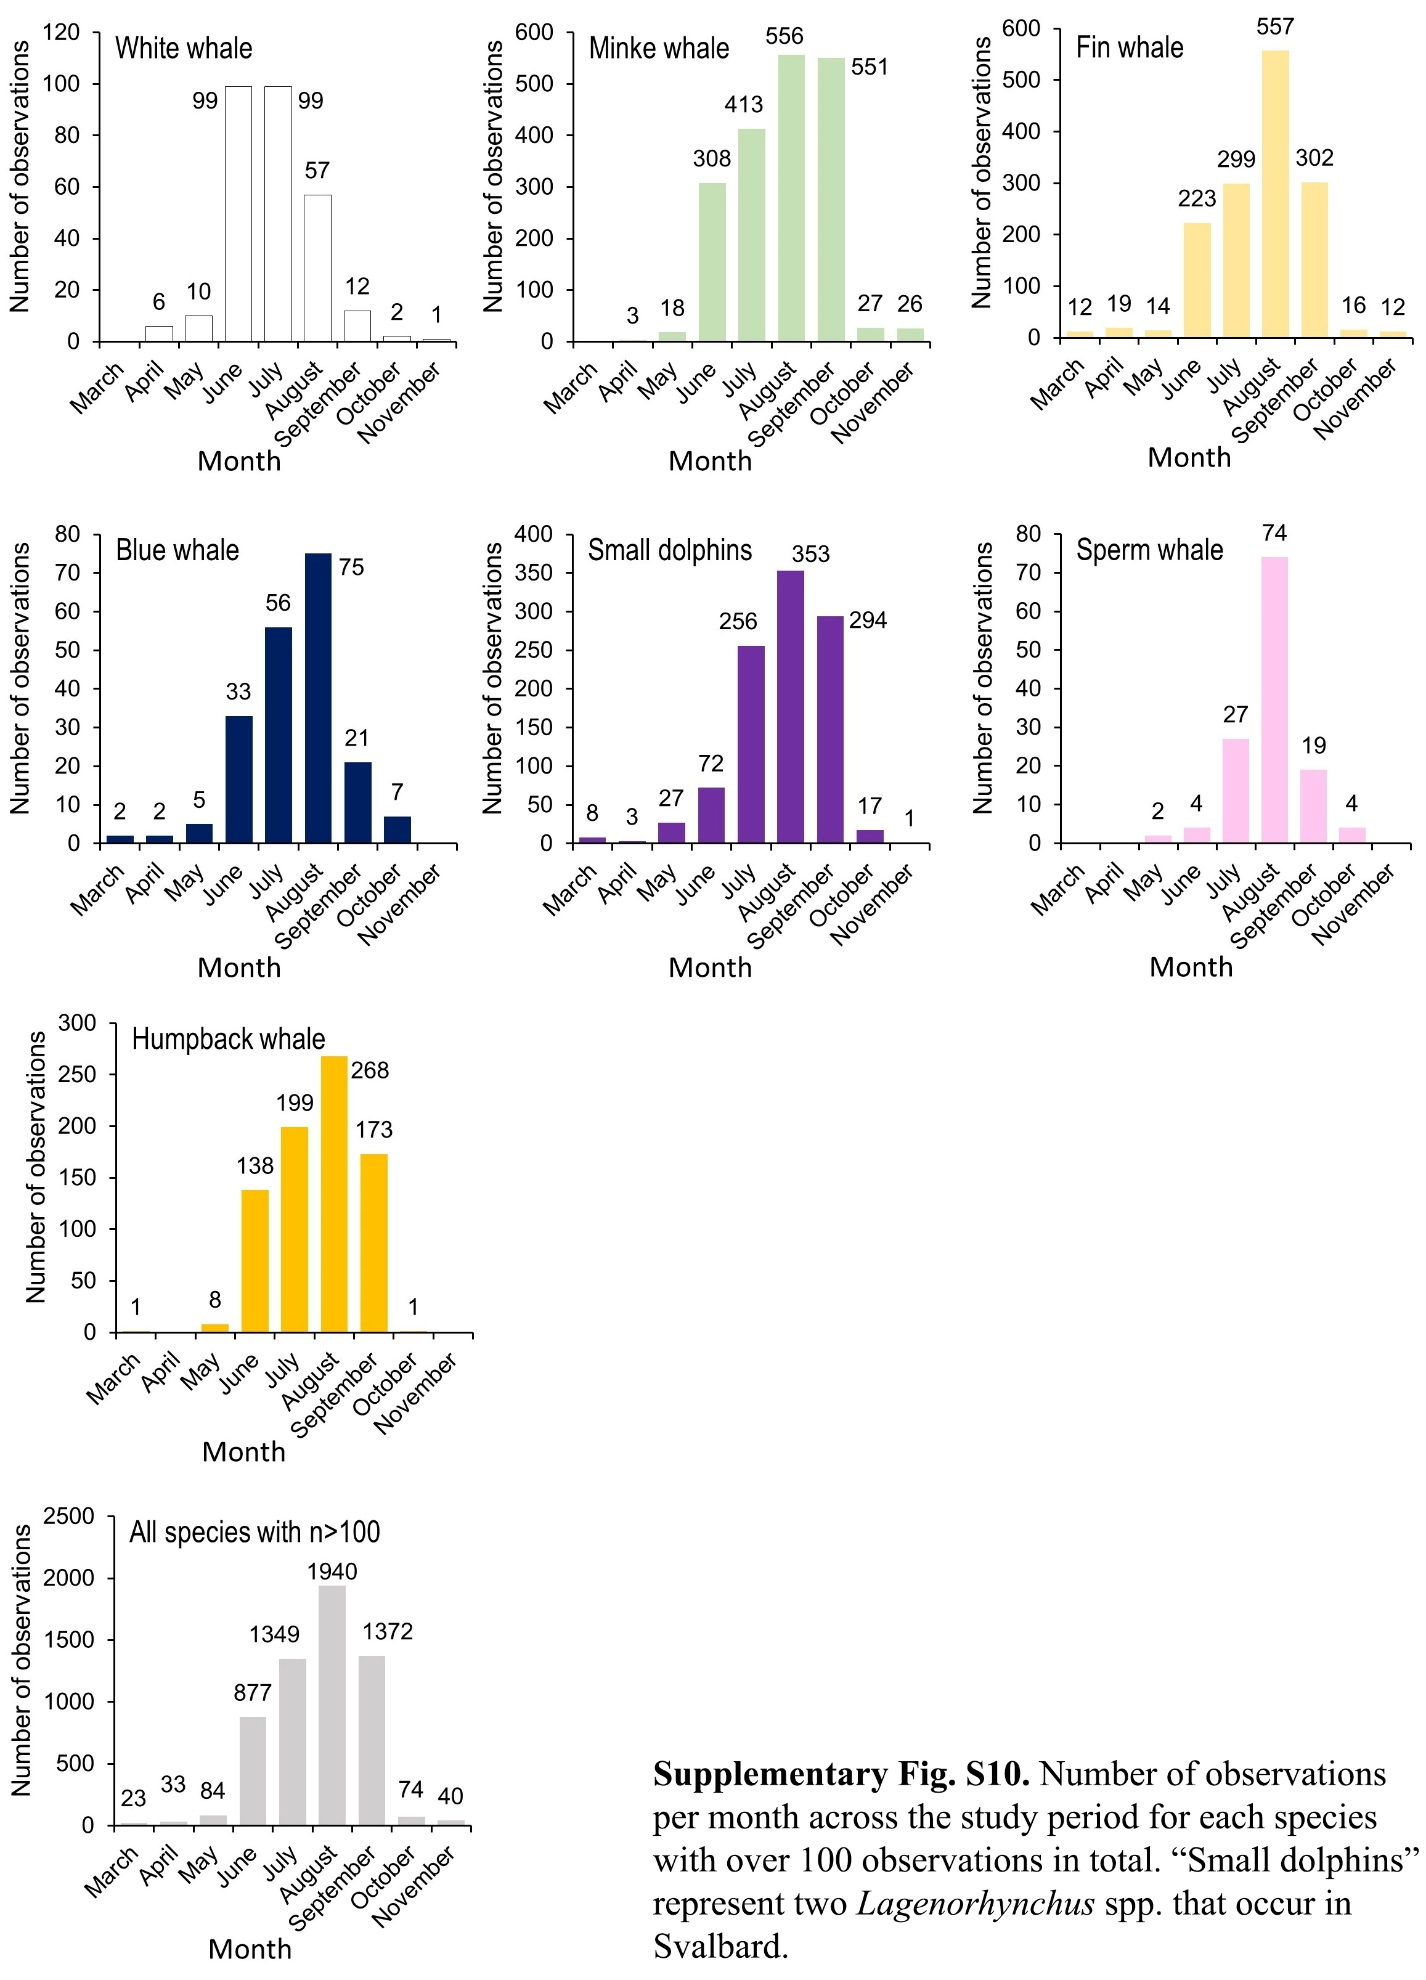 White whale
Number of observations
120
100
80
60
40
20
0
6
10
99
99
57
12
2
1
March
April
May
June
July
August
September
October
November
Month
Minke whale
Number of observations
600
500
400
300
200
100
0
3
18
308
413
556
551
27
26
March
April
May
June
July
August
September
October
November
Month
Fin whale
Number of observations
600
500
400
300
200
100
0
12
19
14
223
299
557
302
16
12
March
April
May
June
July
August
September
October
November
Month
Blue whale
Number of observations
80
70
60
50
40
30
20
10
0
2
2
5
33
56
75
21
7
March
April
May
June
July
August
September
October
November
Month
Small dolphins
Number of observations
400
350
300
250
200
150
100
50
0
8
3
27
72
256
353
294
17
1
March
April
May
June
July
August
September
October
November
Month
Sperm whale
Number of observations
80
70
60
50
40
30
20
10
0
2
4
27
74
19
4
March
April
May
June
July
August
September
October
November
Month
Humpback whale
Number of observations
300
250
200
150
100
50
0
1
8
138
199
268
173
1
March
April
May
June
July
August
September
October
November
Month
All species with n>100
Number of observations
2500
2000
1500
1000
500
0
23
33
84
877
1349
1940
1372
74
40
March
April
May
June
July
August
September
October
November
Month
Supplementary Fig. S10. Number of observations
per month across the study period for each species
with over 100 observations in total. “Small dolphins”
represent two Lagenorhynchus spp. that occur in
Svalbard.